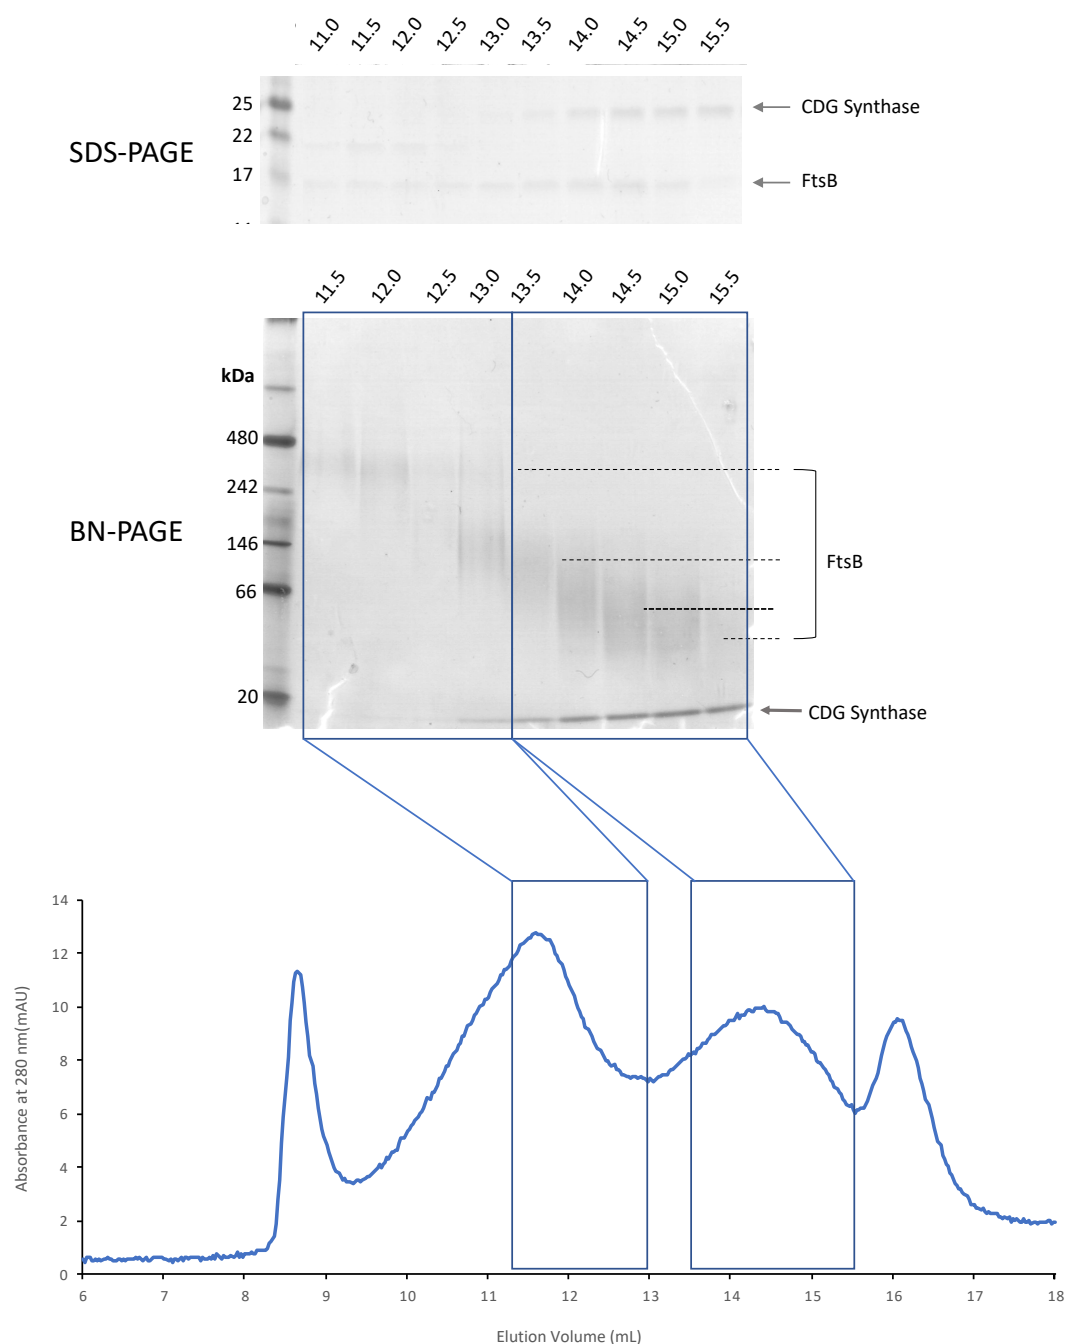 11.0 11.5 12.0 12.5 13.0 13.5 14.0 14.5 15.0 15.5
25
CDG Synthase
22
SDS-PAGE
17
FtsB
11.5 12.0 12.5 13.0 13.5 14.0 14.5 15.0 15.5
kDa
480
242
BN-PAGE
146
FtsB
66
20
CDG Synthase
14
12
10
8
6
4
2
0
Absorbance at 280 nm(mAU)
6 7 8 9 10 11 12 13 14 15 16 17 18
Elution Volume (mL)